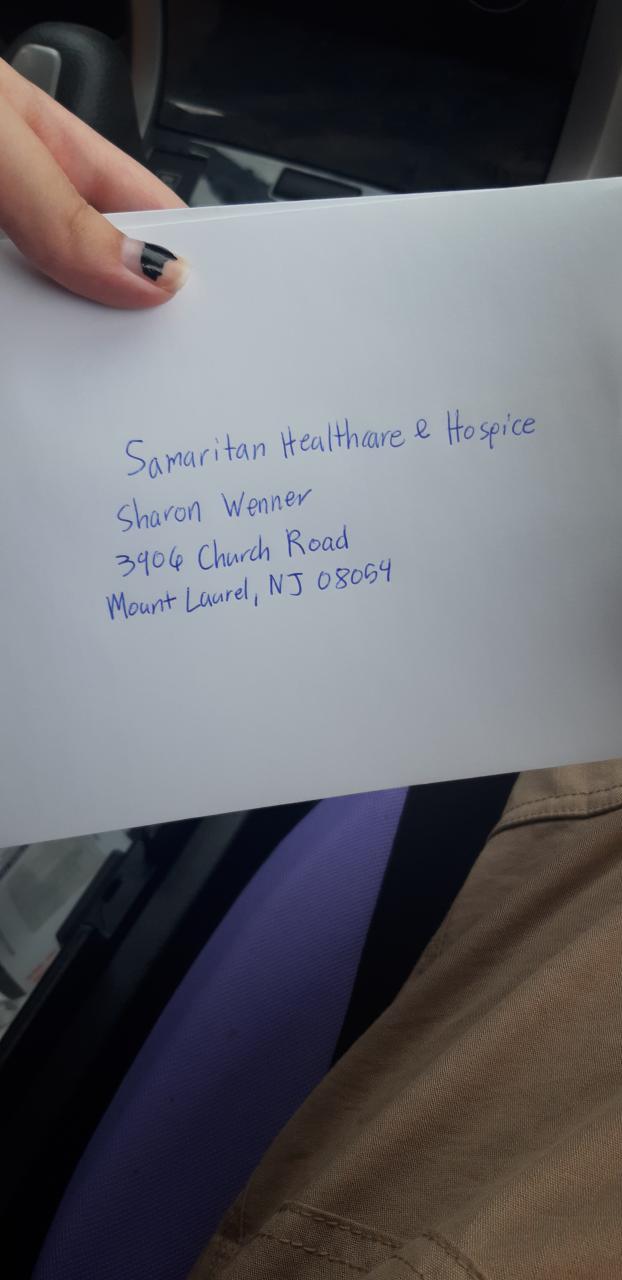 Samaritan Healthcare & Hospice
Sharon Wenner
3906 Church Road
Mount Laurel, NJ 08054